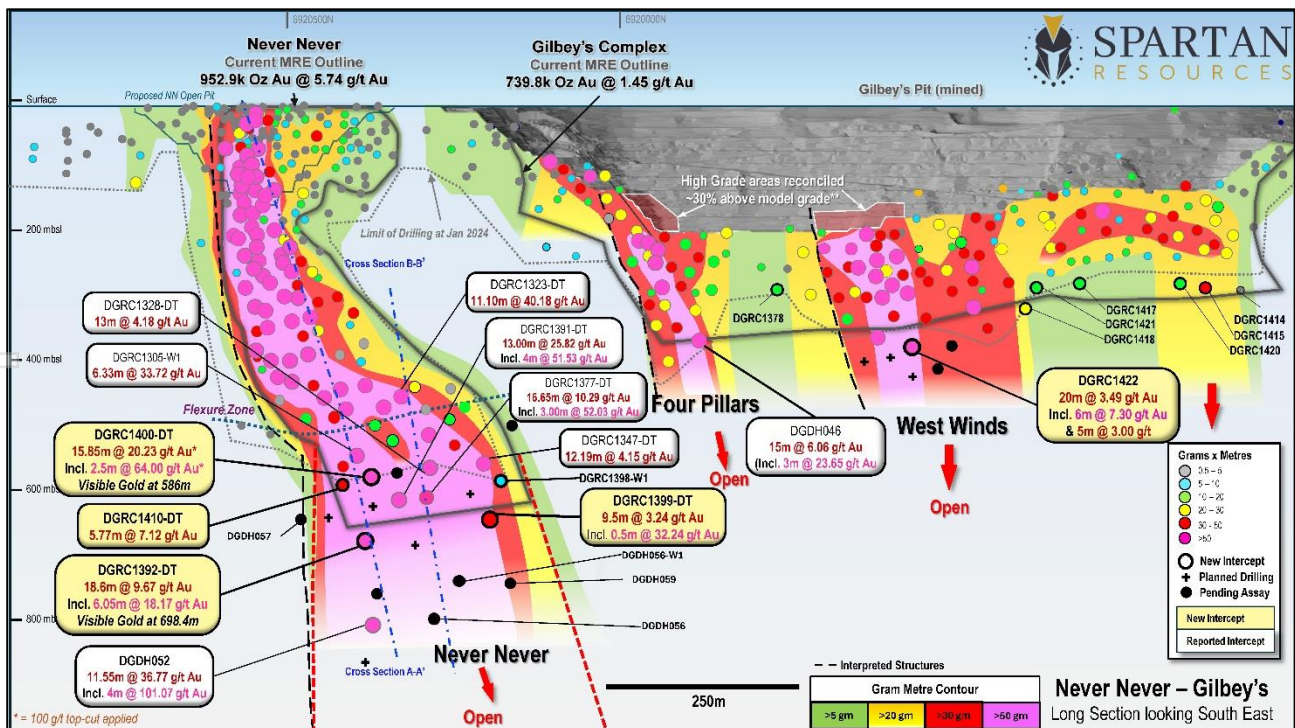 6920500N
6920000N
SPARTAN
RESOURCES
Never Never
Current MRE Outline
952.9k Oz Au @ 5.74 g/t Au
Gilbey's Complex
Current MRE Outline
739.8k Oz Au @ 1.45 g/t Au
Gilbey's Pit (mined)
Surface
Proposed NN Open Pit
High Grade areas reconciled
~30% above model grade**
200 mbsl
Limit of Drilling at Jan 2024
Cross Section B-B'
DGRC1323-DT
11.10m @ 40.18 g/t Au
DGRC1328-DT
13m @ 4.18 g/t Au
DGRC1391-DT
13.00m @ 25.82 g/t Au
Incl. 4m @ 51.53 g/t Au
DGRC1305-W1
6.33m @ 33.72 g/t Au
DGRC1377-DT
16.65m @ 10.29 g/t Au
Incl. 3.00m @ 52.03 g/t Au
400 mbsl
Flexure Zone
DGRC1347-DT
12.19m @ 4.15 g/t Au
DGRC1400-DT
15.85m @ 20.23 g/t Au*
Incl. 2.5m @ 64.00 g/t Au*
Visible Gold at 586m
DGRC1398-W1
600 mbsl
DGRC1399-DT
9.5m @ 3.24 g/t Au
Incl. 0.5m @ 32.24 g/t Au
DGRC1410-DT
5.77m @ 7.12 g/t Au
DGDH057
DGRC1392-DT
18.6m @ 9.67 g/t Au
Incl. 6.05m @ 18.17 g/t Au
Visible Gold at 698.4m
DGDH056-W1
DGDH059
DGDH056
800 mbsl
DGDH052
11.55m @ 36.77 g/t Au
Incl. 4m @ 101.07 g/t Au
Cross Section A-A'
Never Never
Open
* = 100 g/t top-cut applied
DGRC1378
Four Pillars
Open
DGDH046
15m @ 6.06 g/t Au
(Incl. 3m @ 23.65 g/t Au
West Winds
Open
DGRC1422
20m @ 3.49 g/t Au
Incl. 6m @ 7.30 g/t Au
& 5m @ 3.00 g/t
DGRC1417
DGRC1421
DGRC1418
DGRC1414
DGRC1415
DGRC1420
Open
Grams x Metres
0.5 – 5
5 – 10
10 – 20
20 – 30
30 - 50
>50
New Intercept
Planned Drilling
Pending Assay
New Intercept
Reported Intercept
250m
Interpreted Structures
Gram Metre Contour
>5 gm
>20 gm
>30 gm
>50 gm
Never Never – Gilbey's
Long Section looking South East